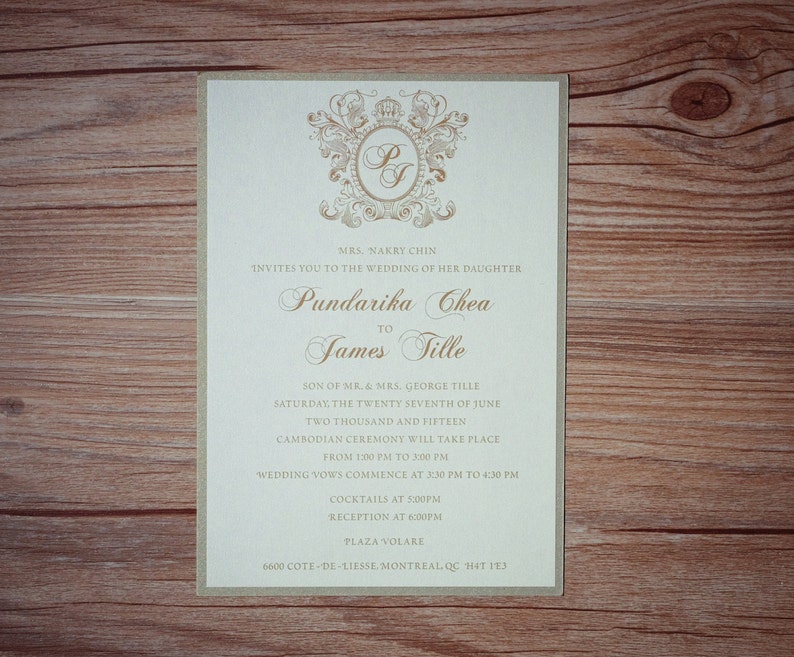 P
J
MRS. NAKRY CHIN
INVITES YOU TO THE WEDDING OF HER DAUGHTER
Pundarika Chea
TO
James Tille
SON OF MR. & MRS. GEORGE TILLE
SATURDAY, THE TWENTY SEVENTH OF JUNE
TWO THOUSAND AND FIFTEEN
CAMBODIAN CEREMONY WILL TAKE PLACE
FROM 1:00 PM TO 3:00 PM
WEDDING VOWS COMMENCE AT 3:30 PM TO 4:30 PM
COCKTAILS AT 5:00PM
RECEPTION AT 6:00PM
PLAZA VOLARE
6600 COTE-DE-LIESSE, MONTREAL, QC H4T 1E3